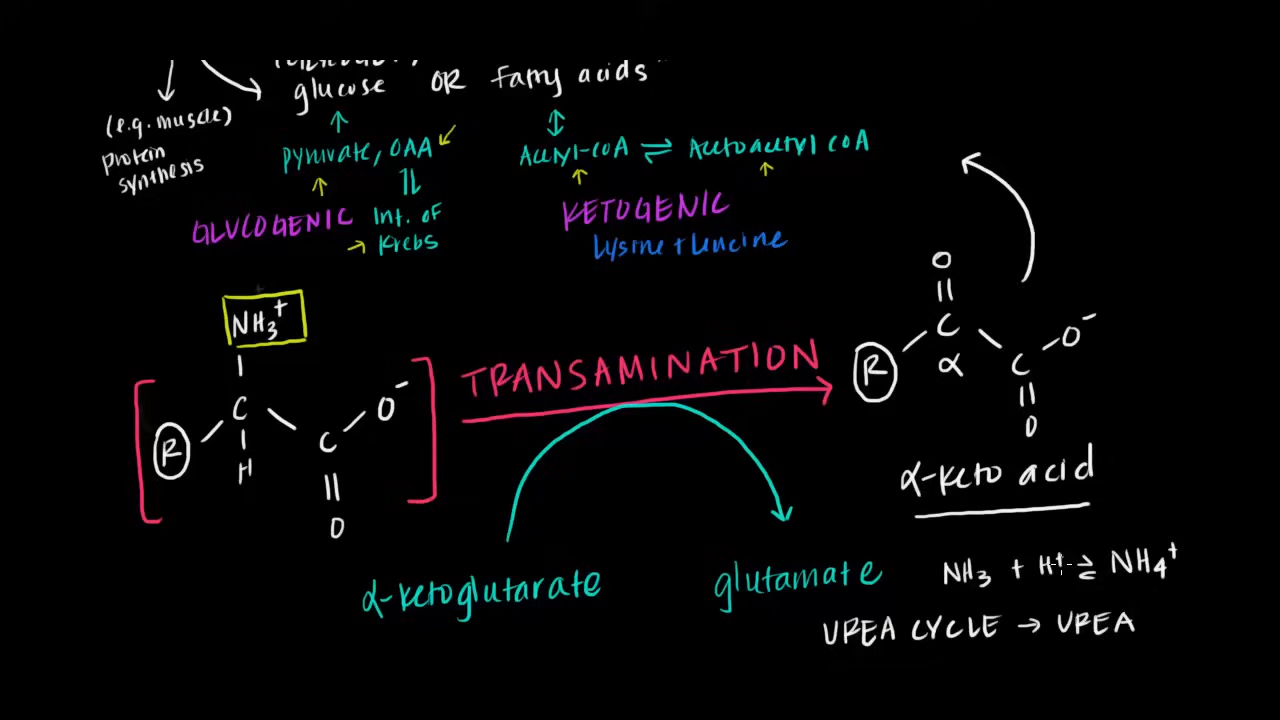 glucose OR fatty acids
(e.g. muscle)
protein
synthesis
Pyruvate, OAA
Acetyl-CoA ⇌ Acetoacetyl CoA
GLUCOGENIC
Int. of
Krebs
KETOGENIC
Lysine + Leucine
NH3+
R C C O-
H O
TRANSAMINATION
O
R C C O-
α O
α-keto acid
α-ketoglutarate
glutamate
NH3 + H+ ⇌ NH4+
UREA CYCLE → UREA